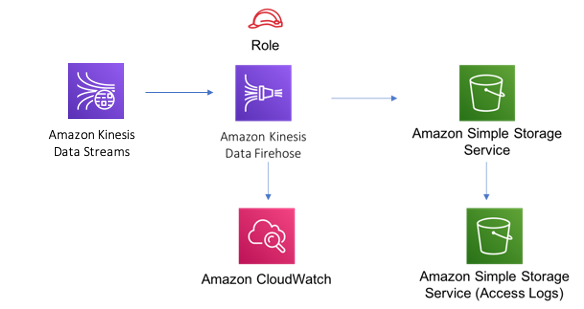 Role
Amazon Kinesis
Data Streams
Amazon Kinesis
Data Firehose
Amazon Simple Storage
Service
Amazon CloudWatch
Amazon Simple Storage
Service (Access Logs)